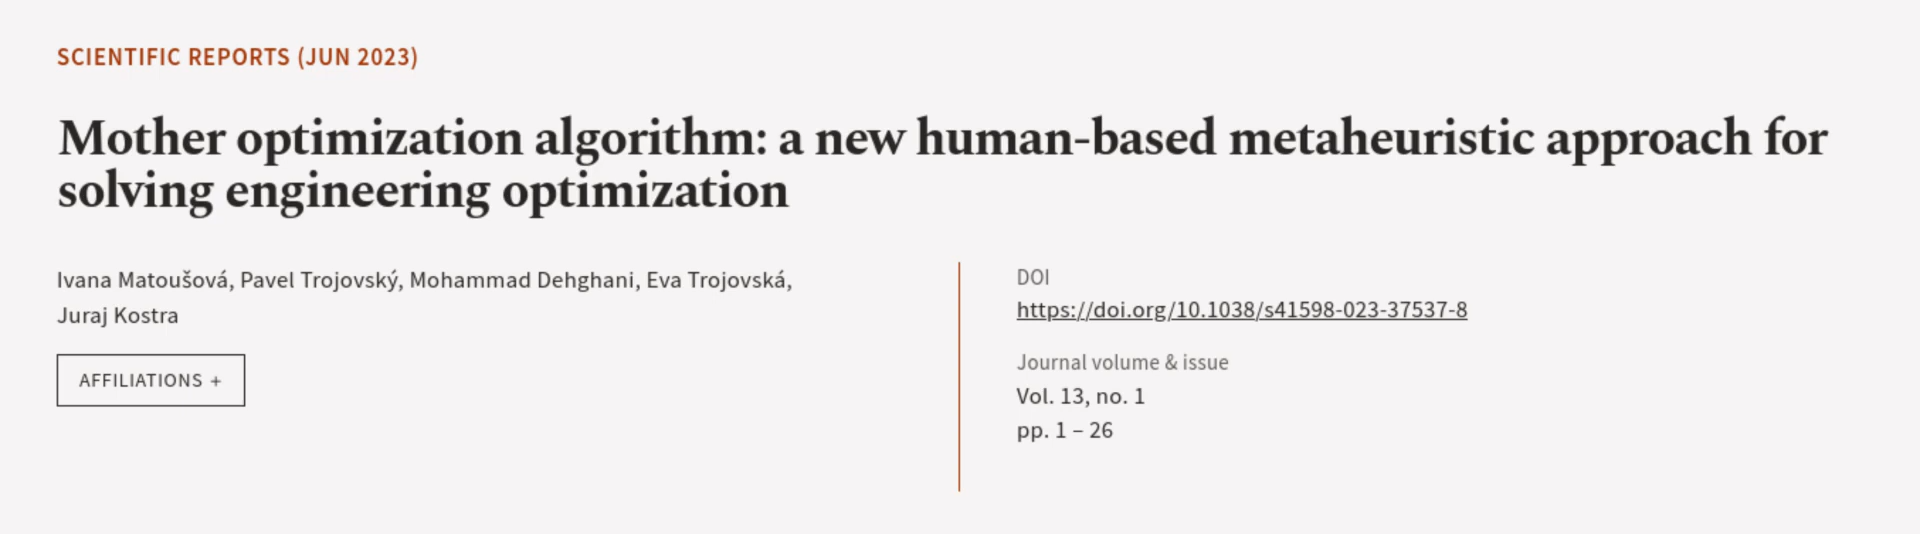 SCIENTIFIC REPORTS (JUN 2023)
Mother optimization algorithm: a new human-based metaheuristic approach for
solving engineering optimization
Ivana Matoušová, Pavel Trojovský, Mohammad Dehghani, Eva Trojovská,
Juraj Kostra
AFFILIATIONS +
DOI
https://doi.org/10.1038/s41598-023-37537-8
Journal volume & issue
Vol. 13, no. 1
pp. 1 – 26